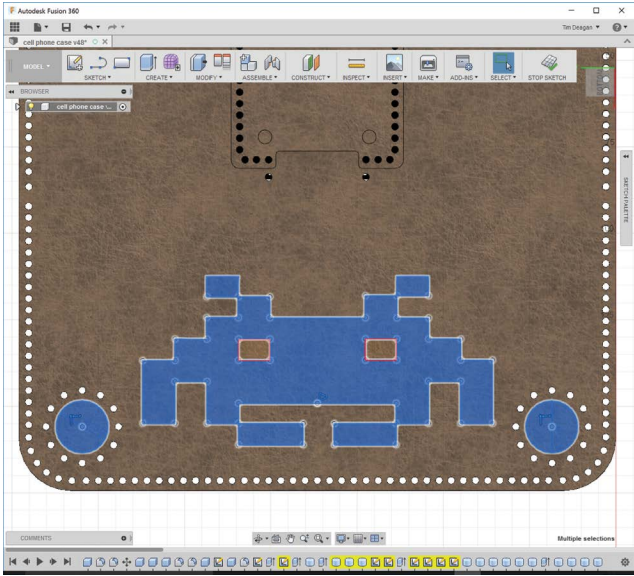 Autodesk Fusion 360
Tim Deagan
cell phone case v48*
MODEL
SKETCH
CREATE
MODIFY
ASSEMBLE
CONSTRUCT
INSPECT
INSERT
MAKE
ADD-INS
SELECT
STOP SKETCH
BROWSER
cell phone case
SKETCH PALETTE
COMMENTS
Multiple selections